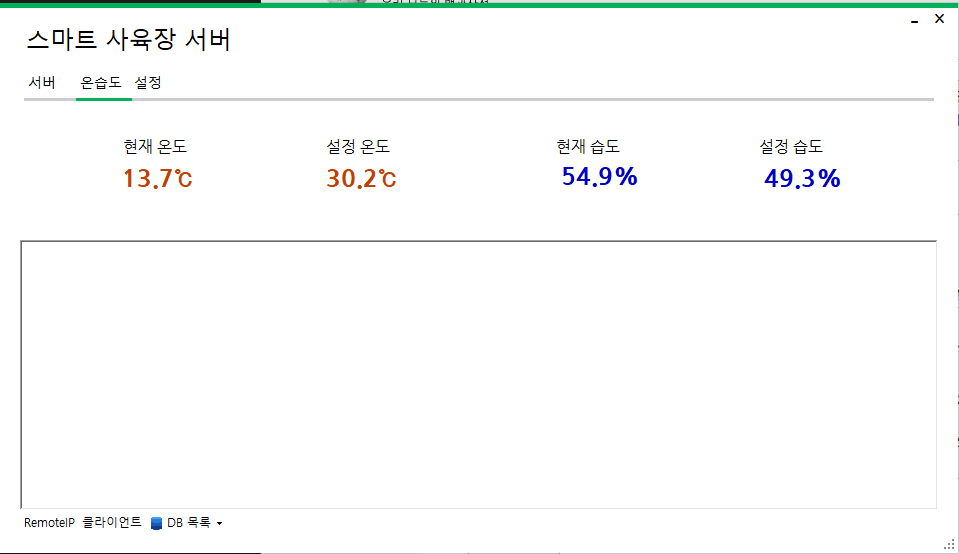 스마트 사육장 서버
서버 온습도 설정
현재 온도 설정 온도 현재 습도 설정 습도
13.7℃ 30.2℃ 54.9% 49.3%
RemoteIP 클라이언트 DB 목록